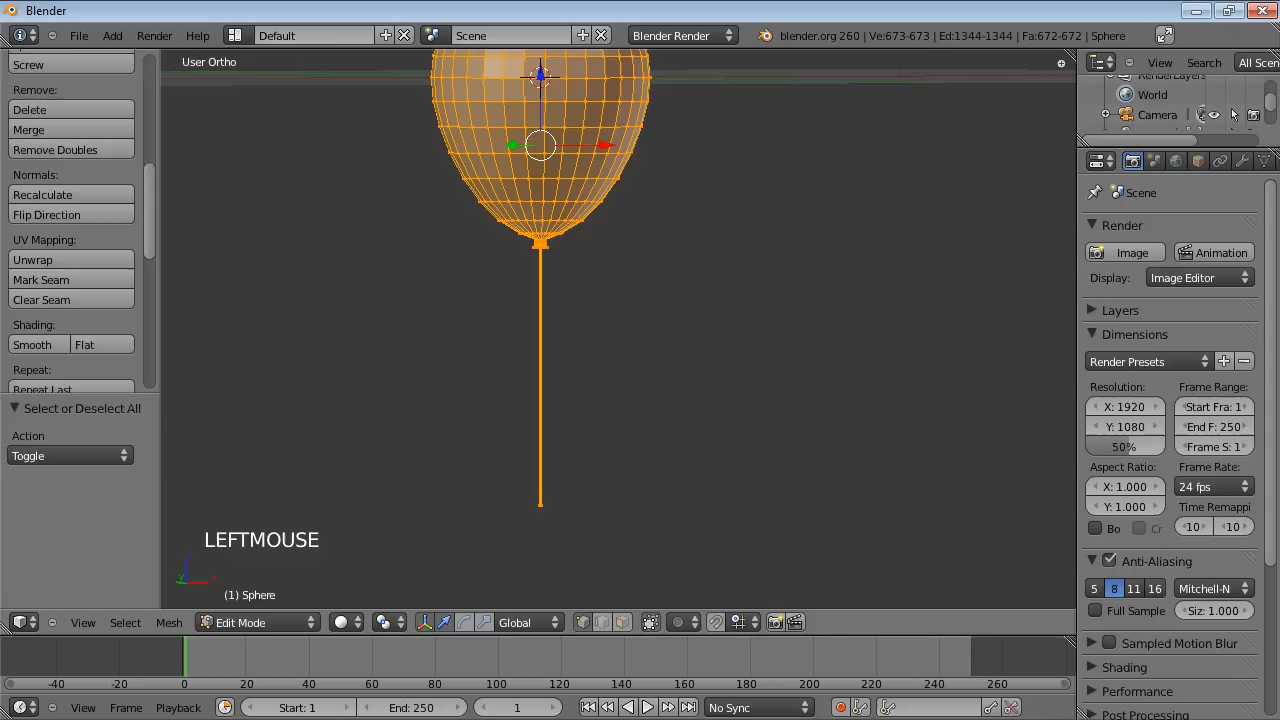 Blender
File Add Render Help Default Scene Blender Render blender.org 260 | Ve:673-673 | Ed:1344-1344 | Fa:672-672 | Sphere
Screw
Remove:
Delete
Merge
Remove Doubles
Normals:
Recalculate
Flip Direction
UV Mapping:
Unwrap
Mark Seam
Clear Seam
Shading:
Smooth Flat
Repeat:
Repeat Last
Select or Deselect All
Action
Toggle
User Ortho
LEFTMOUSE
(1) Sphere
View Select Mesh Edit Mode Global
-40 -20 0 20 40 60 80 100 120 140 160 180 200 220 240 260
View Frame Playback Start: 1 End: 250 1 No Sync
View Search All Scen
RenderLayers
World
Camera
Scene
Render
Image Animation
Display: Image Editor
Layers
Dimensions
Render Presets
Resolution: Frame Range:
X: 1920 Start Fra: 1
Y: 1080 End F: 250
50% Frame S: 1
Aspect Ratio: Frame Rate:
X: 1.000 24 fps
Y: 1.000 Time Remappi
Bo Cr 10 10
Anti-Aliasing
5 8 11 16 Mitchell-N
Full Sample Siz: 1.000
Sampled Motion Blur
Shading
Performance
Post Processing